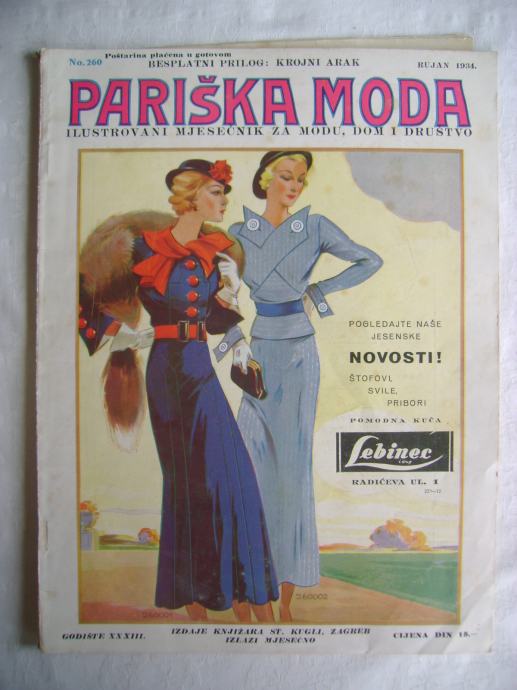 Poštarina plaćena u gotovom
No. 260
BESPLATNI PRILOG: KROJNI ARAK
RUJAN 1934.
PARIŠKA MODA
ILUSTROVANI MJESEČNIK ZA MODU, DOM I DRUŠTVO
POGLEDAJTE NAŠE
JESENSKE
NOVOSTI!
ŠTOFOVI,
SVILE,
PRIBORI
POMODNA KUĆA
Lebinec
RADIĆEVA UL. 1
J60001
J60002
GODIŠTE XXXIII.
IZDAJE KNJIŽARA ST. KUGLI, ZAGREB
IZLAZI MJESEČNO
CIJENA DIN 15.—